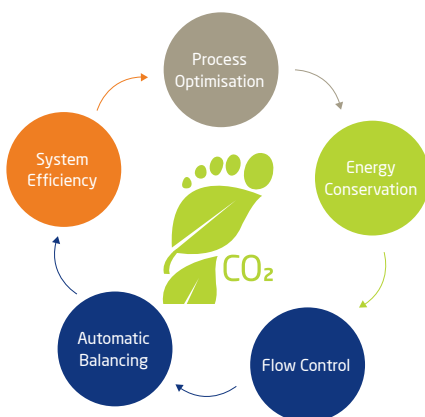 Process
Optimisation
Energy
Conservation
Flow Control
Automatic
Balancing
System
Efficiency
CO₂